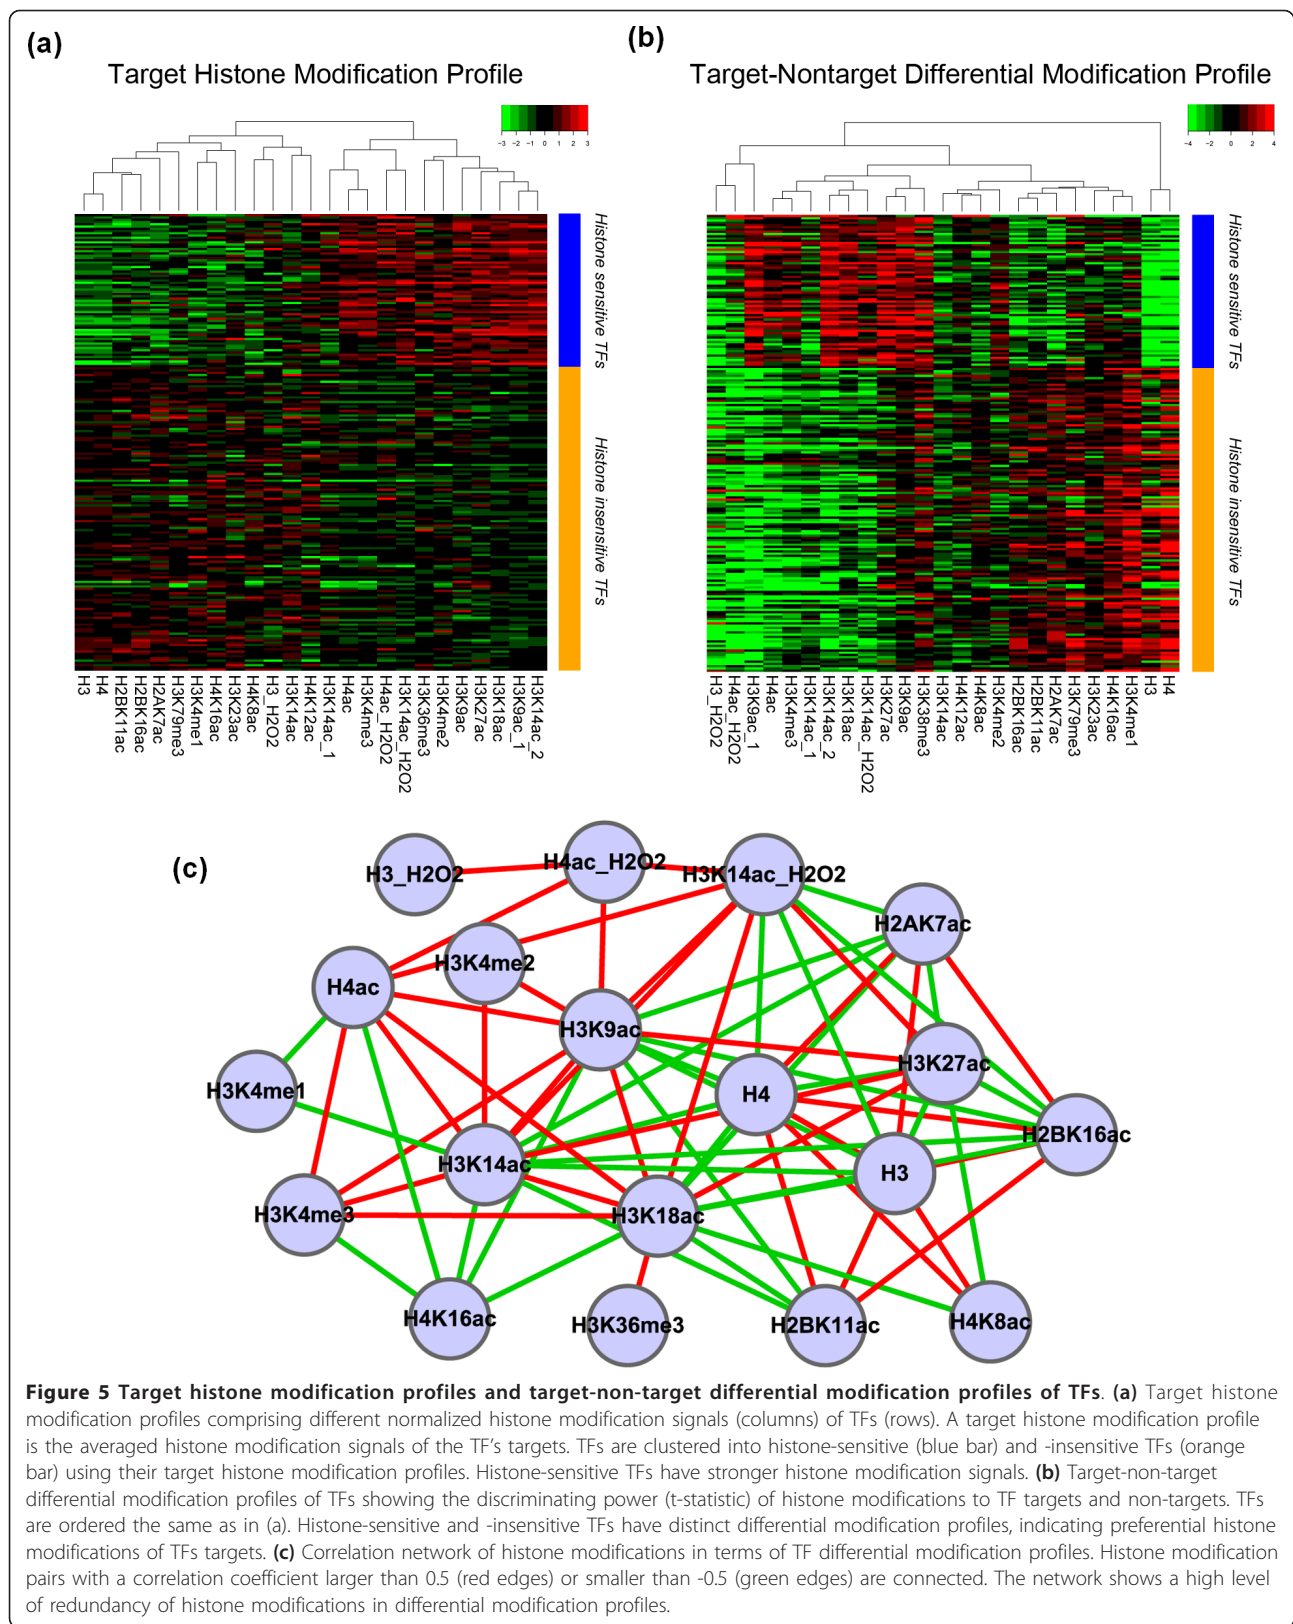 (a)
Target Histone Modification Profile
-3 -2 -1 0 1 2 3
Histone sensitive TFs
Histone insensitive TFs
H3
H4
H2BK11ac
H2BK16ac
H2AK7ac
H3K79me3
H3K4me1
H4K16ac
H3K23ac
H4K8ac
H3_H2O2
H3K14ac
H4K12ac
H3K14ac_1
H4ac
H3K4me3
H4ac_H2O2
H3K14ac_H2O2
H3K36me3
H3K4me2
H3K9ac
H3K27ac
H3K18ac
H3K9ac_1
H3K14ac_2
(b)
Target-Nontarget Differential Modification Profile
-4 -2 0 2 4
Histone sensitive TFs
Histone insensitive TFs
H3_H2O2
H4ac_H2O2
H3K9ac_1
H4ac
H3K4me3
H3K14ac_1
H3K14ac_2
H3K18ac
H3K14ac_H2O2
H3K27ac
H3K9ac
H3K38me3
H3K14ac
H4K12ac
H4K8ac
H3K4me2
H2BK16ac
H2BK11ac
H2AK7ac
H3K79me3
H3K23ac
H4K16ac
H3K4me1
H3
H4
(c)
H3_H2O2
H4ac_H2O2
H3K14ac_H2O2
H2AK7ac
H3K4me2
H4ac
H3K9ac
H3K27ac
H3K4me1
H4
H2BK16ac
H3K14ac
H3
H3K4me3
H3K18ac
H4K16ac
H3K36me3
H2BK11ac
H4K8ac
Figure 5 Target histone modification profiles and target-non-target differential modification profiles of TFs. (a) Target histone
modification profiles comprising different normalized histone modification signals (columns) of TFs (rows). A target histone modification profile
is the averaged histone modification signals of the TF's targets. TFs are clustered into histone-sensitive (blue bar) and -insensitive TFs (orange
bar) using their target histone modification profiles. Histone-sensitive TFs have stronger histone modification signals. (b) Target-non-target
differential modification profiles of TFs showing the discriminating power (t-statistic) of histone modifications to TF targets and non-targets. TFs
are ordered the same as in (a). Histone-sensitive and -insensitive TFs have distinct differential modification profiles, indicating preferential histone
modifications of TFs targets. (c) Correlation network of histone modifications in terms of TF differential modification profiles. Histone modification
pairs with a correlation coefficient larger than 0.5 (red edges) or smaller than -0.5 (green edges) are connected. The network shows a high level
of redundancy of histone modifications in differential modification profiles.